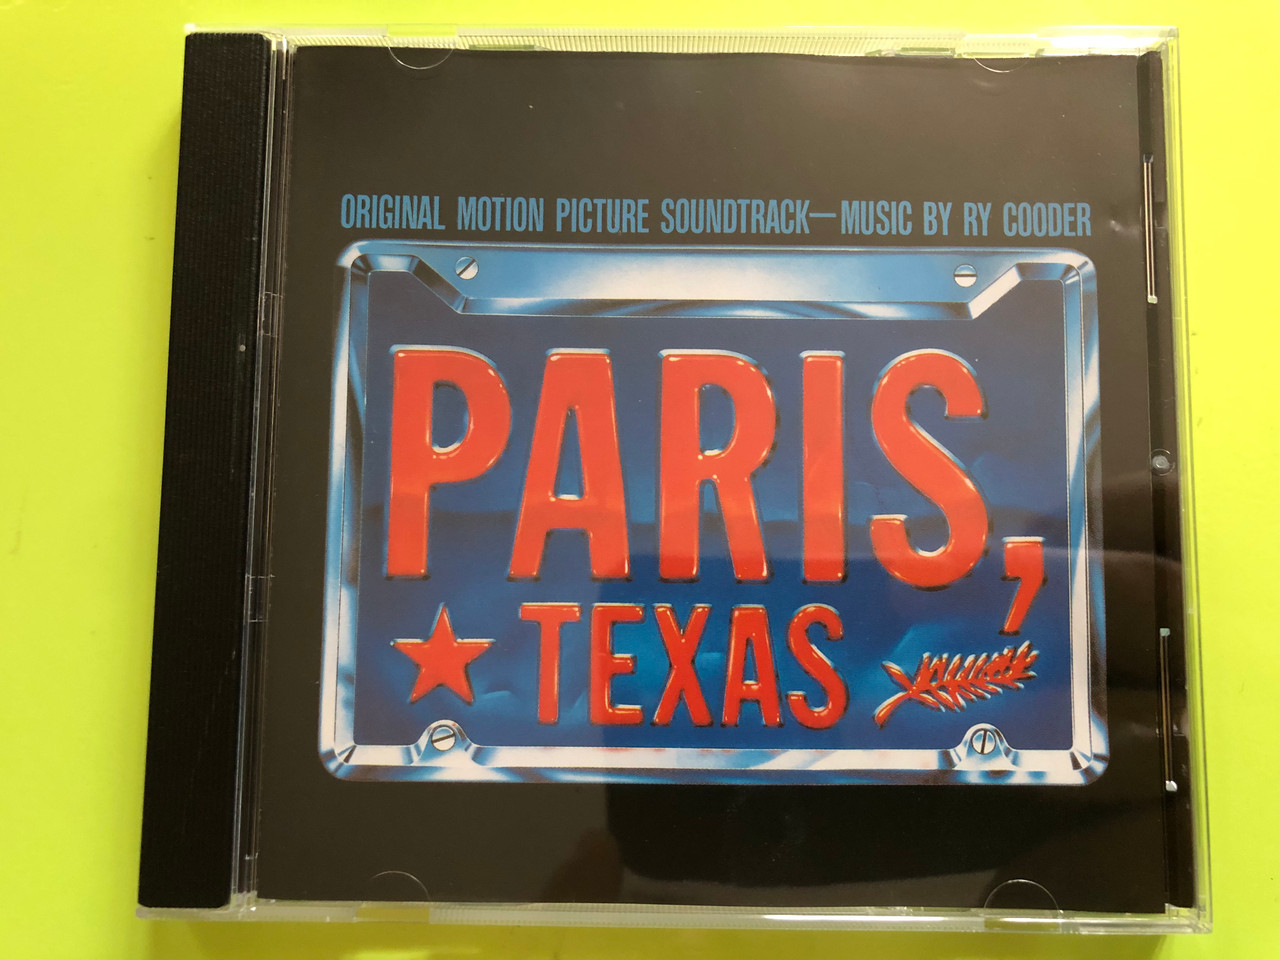 ORIGINAL MOTION PICTURE SOUNDTRACK—MUSIC BY RY COODER
PARIS,
TEXAS